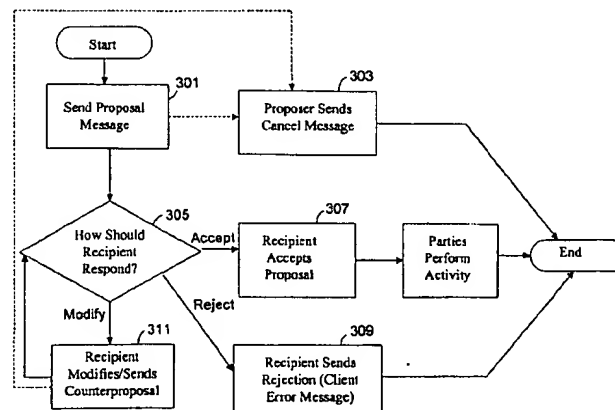 Start
301
Send Proposal
Message
303
Proposer Sends
Cancel Message
305
How Should
Recipient
Respond?
Accept
307
Recipient
Accepts
Proposal
Parties
Perform
Activity
End
Modify
Reject
311
Recipient
Modifies/Sends
Counterproposal
309
Recipient Sends
Rejection (Client
Error Message)